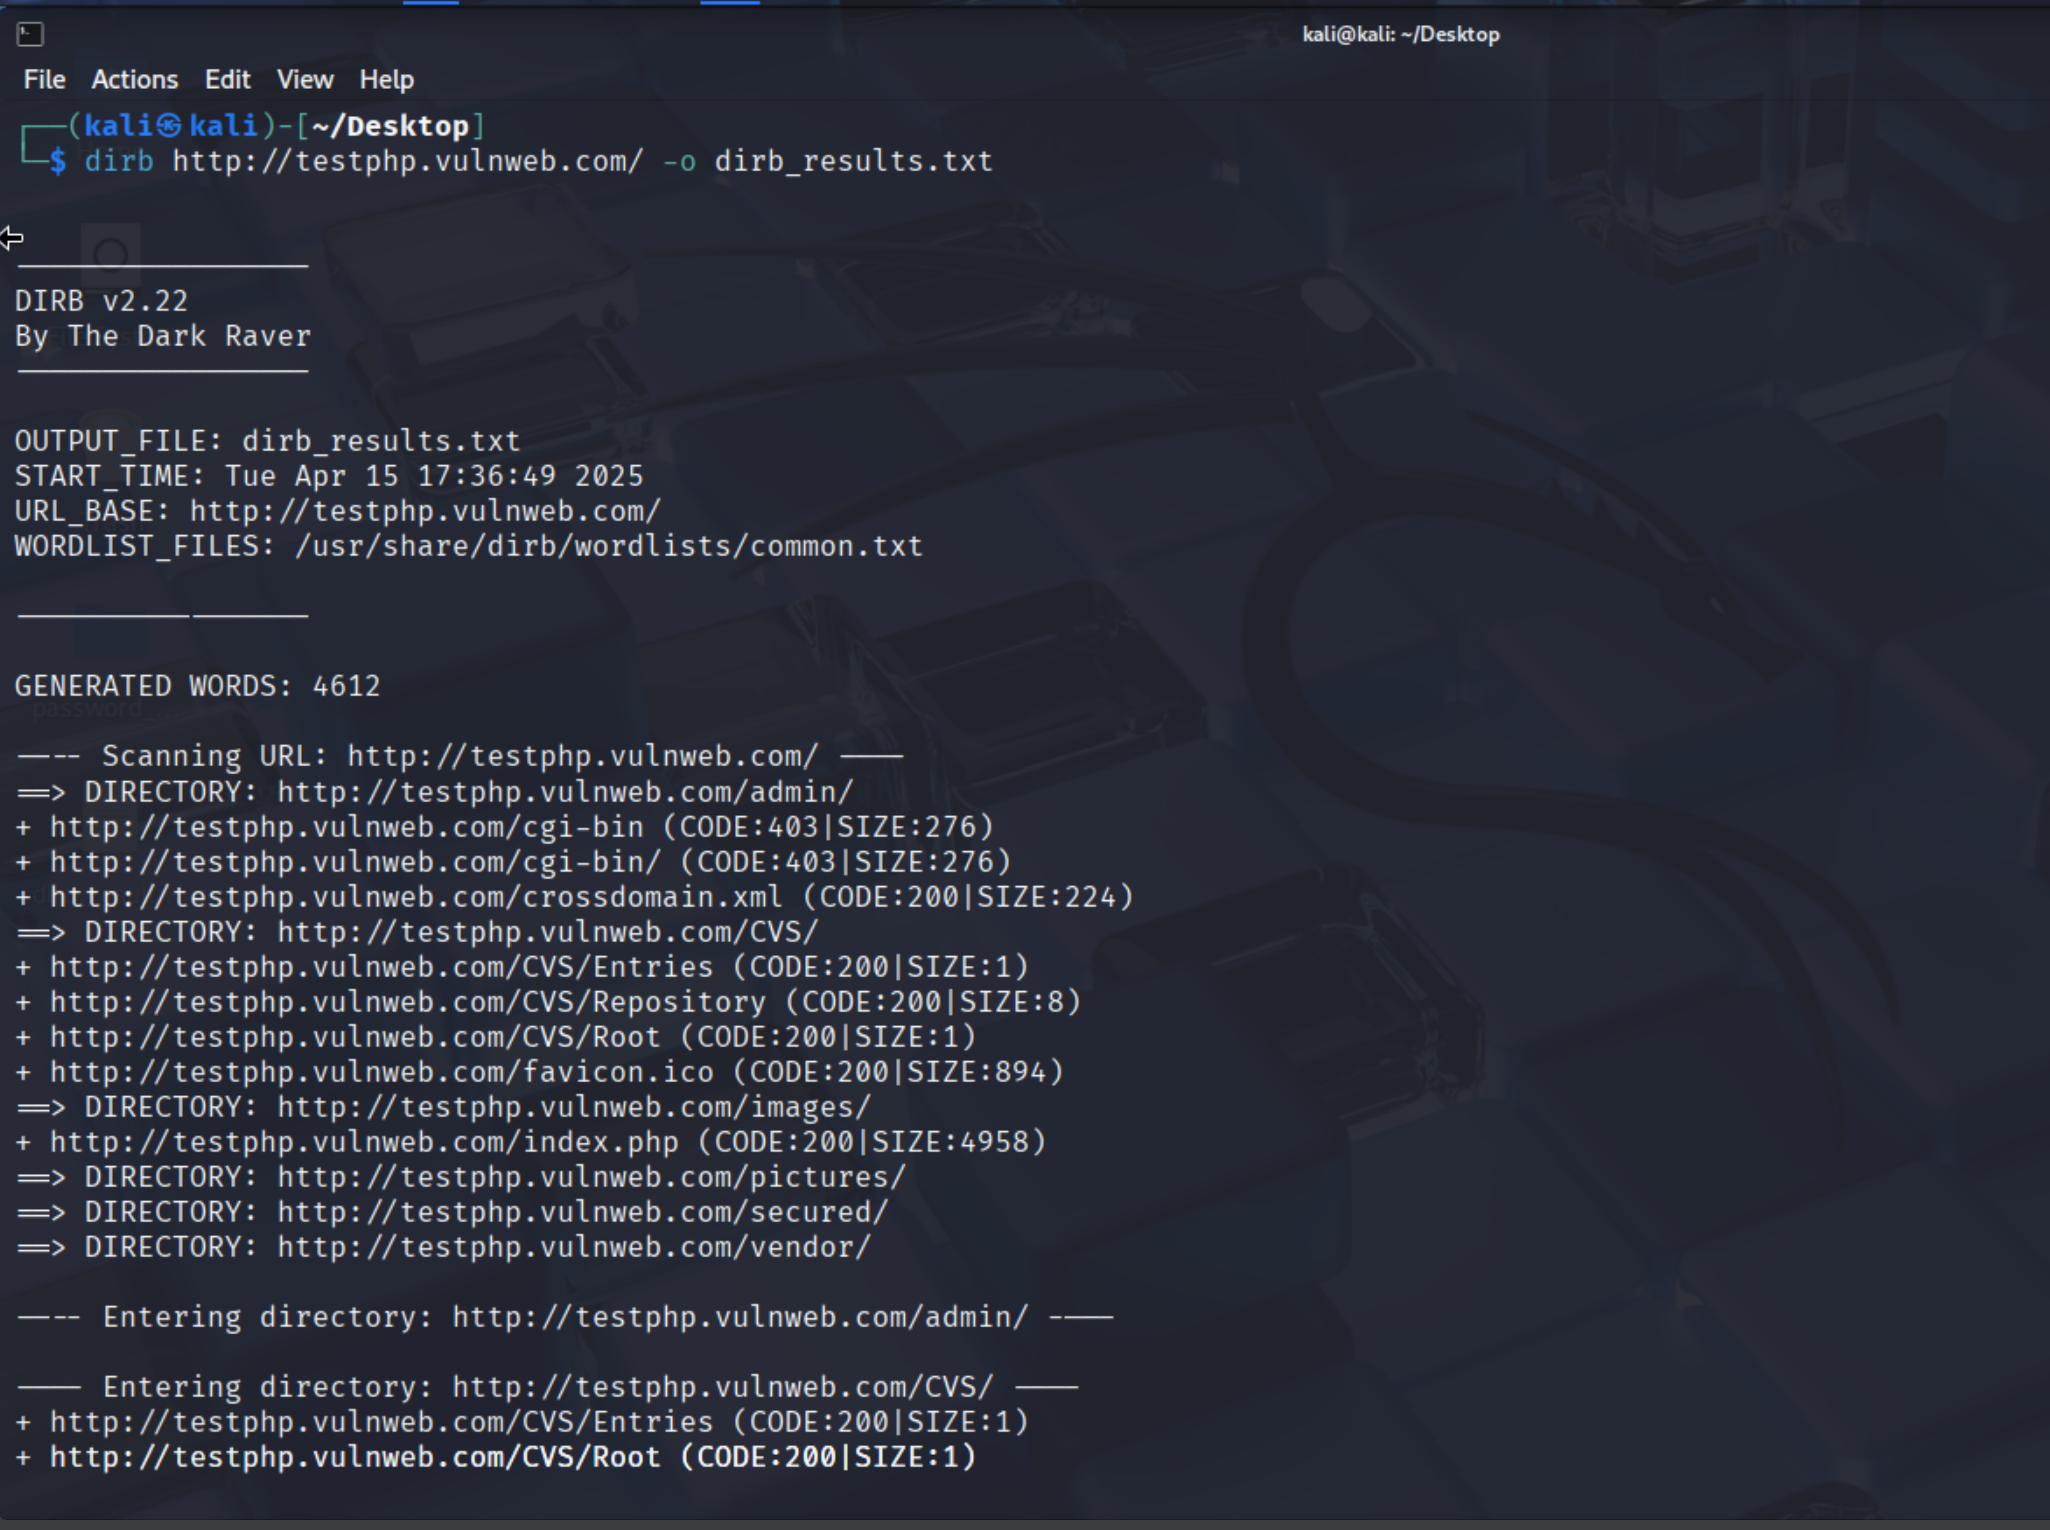 kali@kali: ~/Desktop
File Actions Edit View Help
┌──(kali㉿kali)-[~/Desktop]
└─$ dirb http://testphp.vulnweb.com/ -o dirb_results.txt
-----------------
DIRB v2.22
By The Dark Raver
-----------------
OUTPUT_FILE: dirb_results.txt
START_TIME: Tue Apr 15 17:36:49 2025
URL_BASE: http://testphp.vulnweb.com/
WORDLIST_FILES: /usr/share/dirb/wordlists/common.txt
-----------------
GENERATED WORDS: 4612
password_...
---- Scanning URL: http://testphp.vulnweb.com/ ----
==> DIRECTORY: http://testphp.vulnweb.com/admin/
+ http://testphp.vulnweb.com/cgi-bin (CODE:403|SIZE:276)
+ http://testphp.vulnweb.com/cgi-bin/ (CODE:403|SIZE:276)
+ http://testphp.vulnweb.com/crossdomain.xml (CODE:200|SIZE:224)
==> DIRECTORY: http://testphp.vulnweb.com/CVS/
+ http://testphp.vulnweb.com/CVS/Entries (CODE:200|SIZE:1)
+ http://testphp.vulnweb.com/CVS/Repository (CODE:200|SIZE:8)
+ http://testphp.vulnweb.com/CVS/Root (CODE:200|SIZE:1)
+ http://testphp.vulnweb.com/favicon.ico (CODE:200|SIZE:894)
==> DIRECTORY: http://testphp.vulnweb.com/images/
+ http://testphp.vulnweb.com/index.php (CODE:200|SIZE:4958)
==> DIRECTORY: http://testphp.vulnweb.com/pictures/
==> DIRECTORY: http://testphp.vulnweb.com/secured/
==> DIRECTORY: http://testphp.vulnweb.com/vendor/
---- Entering directory: http://testphp.vulnweb.com/admin/ ----
---- Entering directory: http://testphp.vulnweb.com/CVS/ ----
+ http://testphp.vulnweb.com/CVS/Entries (CODE:200|SIZE:1)
+ http://testphp.vulnweb.com/CVS/Root (CODE:200|SIZE:1)